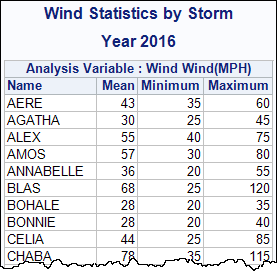 Wind Statistics by Storm
Year 2016
Analysis Variable : Wind Wind(MPH)
Name Mean Minimum Maximum
AERE 43 35 60
AGATHA 30 25 45
ALEX 55 40 75
AMOS 57 30 80
ANNABELLE 36 20 55
BLAS 68 25 120
BOHALE 28 20 35
BONNIE 28 20 40
CELIA 44 25 85
CHABA 78 35 115